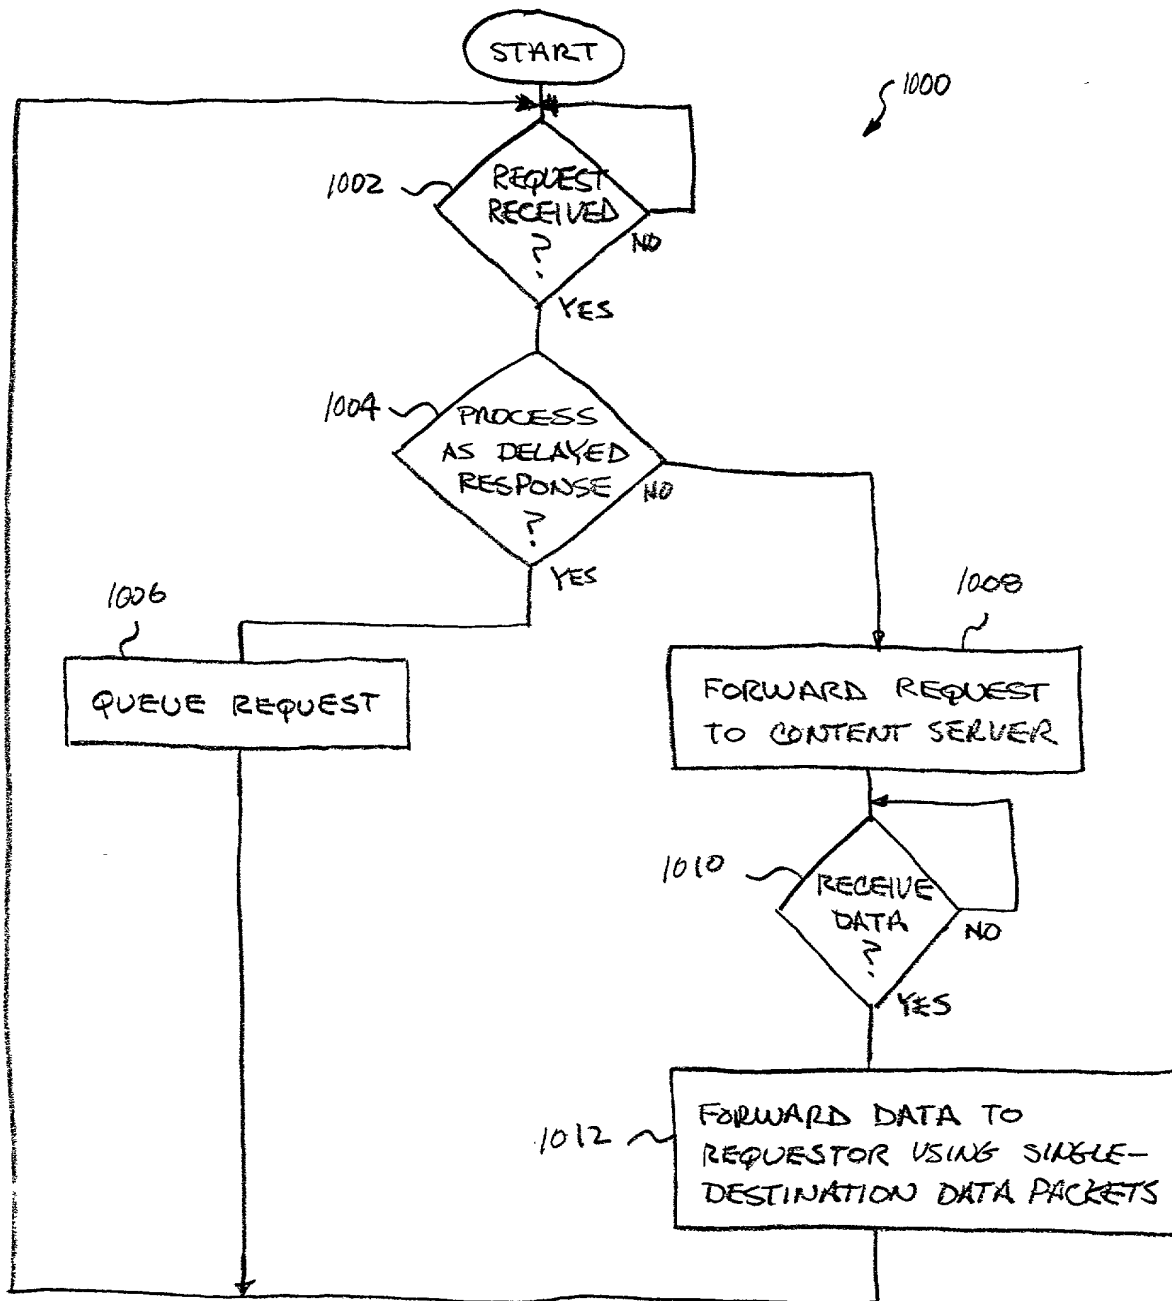 START
1000
1002
REQUEST
RECEIVED
?
NO
YES
1004
PROCESS
AS DELAYED
RESPONSE
?
NO
YES
1006
QUEUE REQUEST
1008
FORWARD REQUEST
TO CONTENT SERVER
1010
RECEIVE
DATA
?
NO
YES
1012
FORWARD DATA TO
REQUESTOR USING SINGLE-
DESTINATION DATA PACKETS